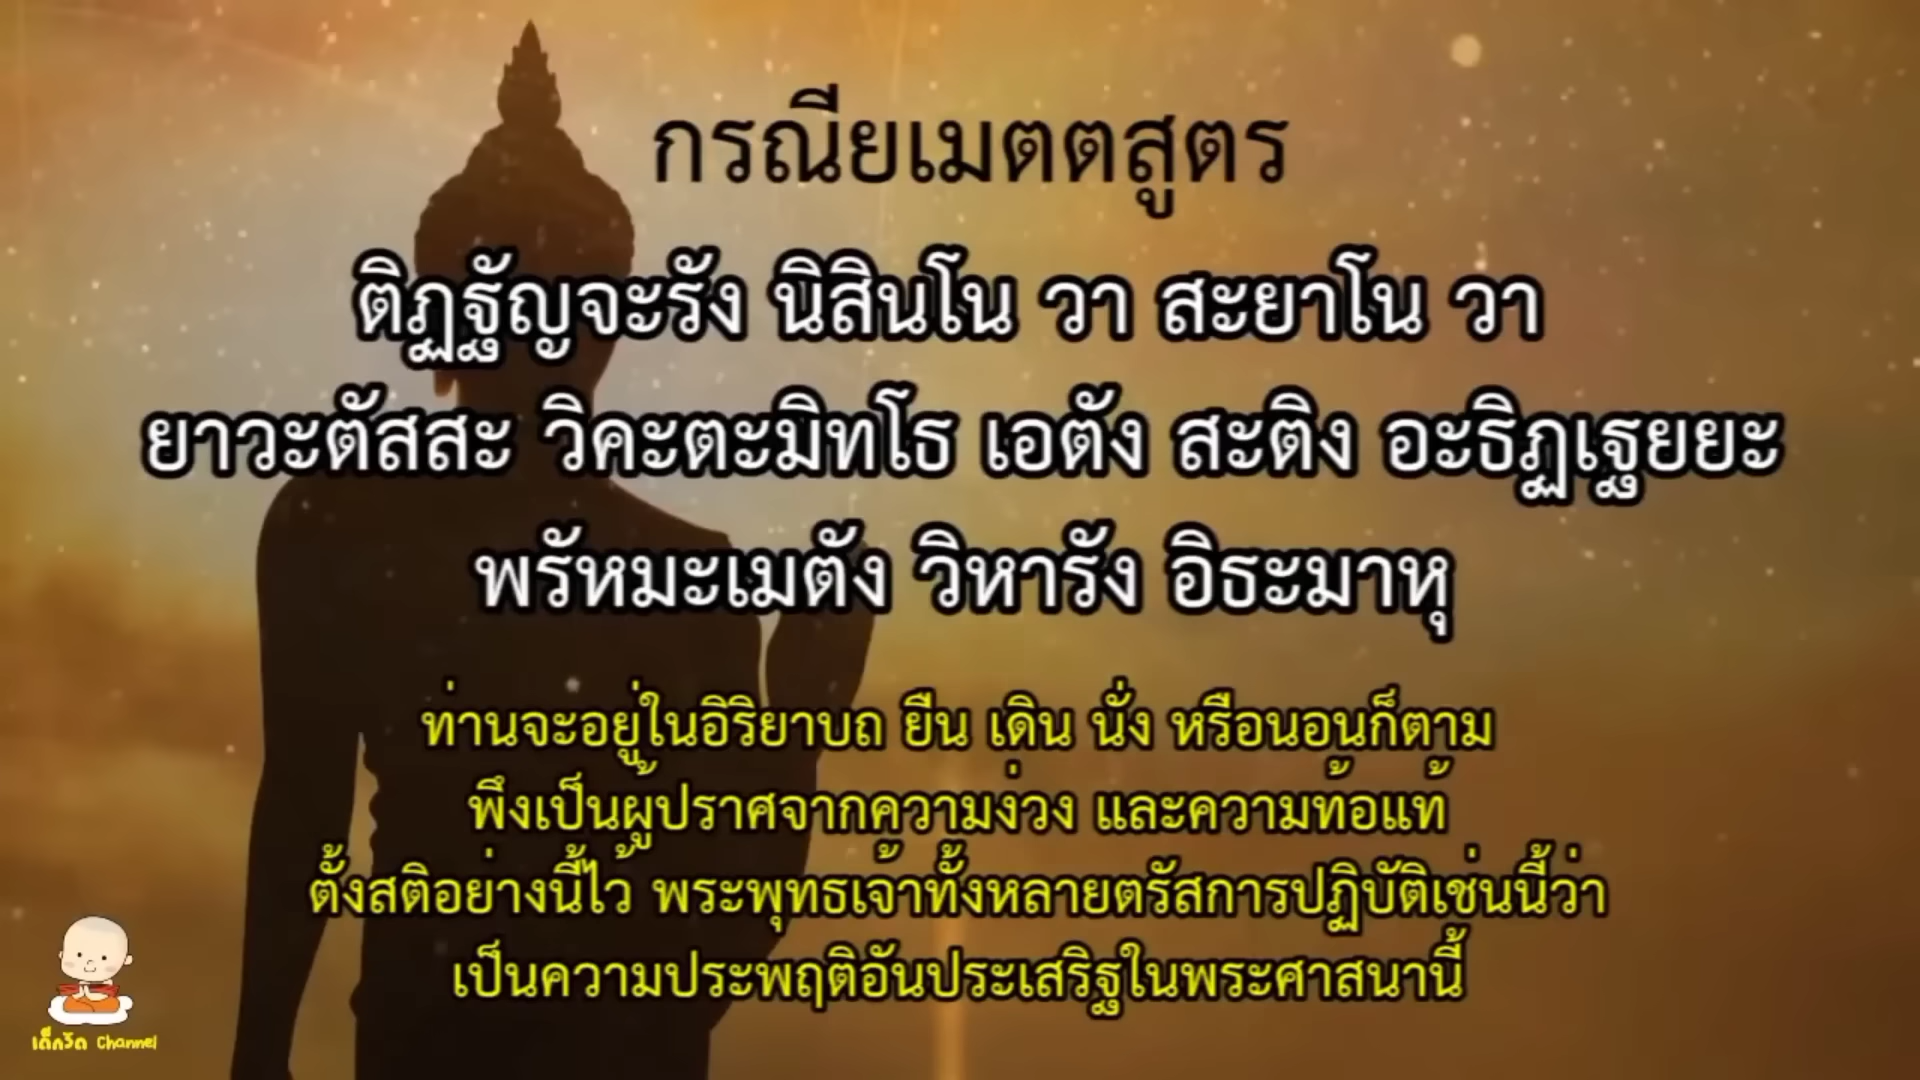 กรณียเมตตสูตร
ติฏฐัญจะรัง นิสินโน วา สะยาโน วา
ยาวะตัสสะ วิคะตะมิทโธ เอตัง สะติง อะธิฏเฐยยะ
พรัหมะเมตัง วิหารัง อิธะมาหุ
ท่านจะอยู่ในอิริยาบถ ยืน เดิน นั่ง หรือนอนก็ตาม
พึงเป็นผู้ปราศจากความง่วง และความท้อแท้
ตั้งสติอย่างนี้ไว้ พระพุทธเจ้าทั้งหลายตรัสการปฏิบัติเช่นนี้ว่า
เป็นความประพฤติอันประเสริฐในพระศาสนานี้
เด็กวัด Channel